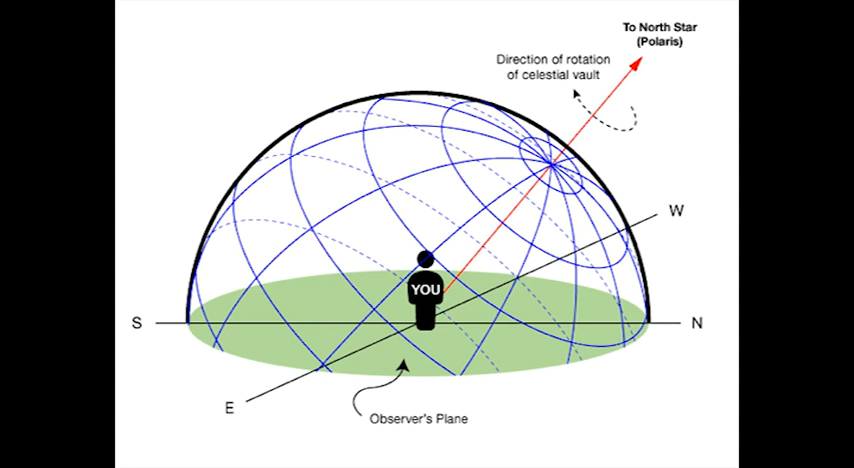 To North Star
(Polaris)
Direction of rotation
of celestial vault
W
YOU
S
N
E
Observer's Plane